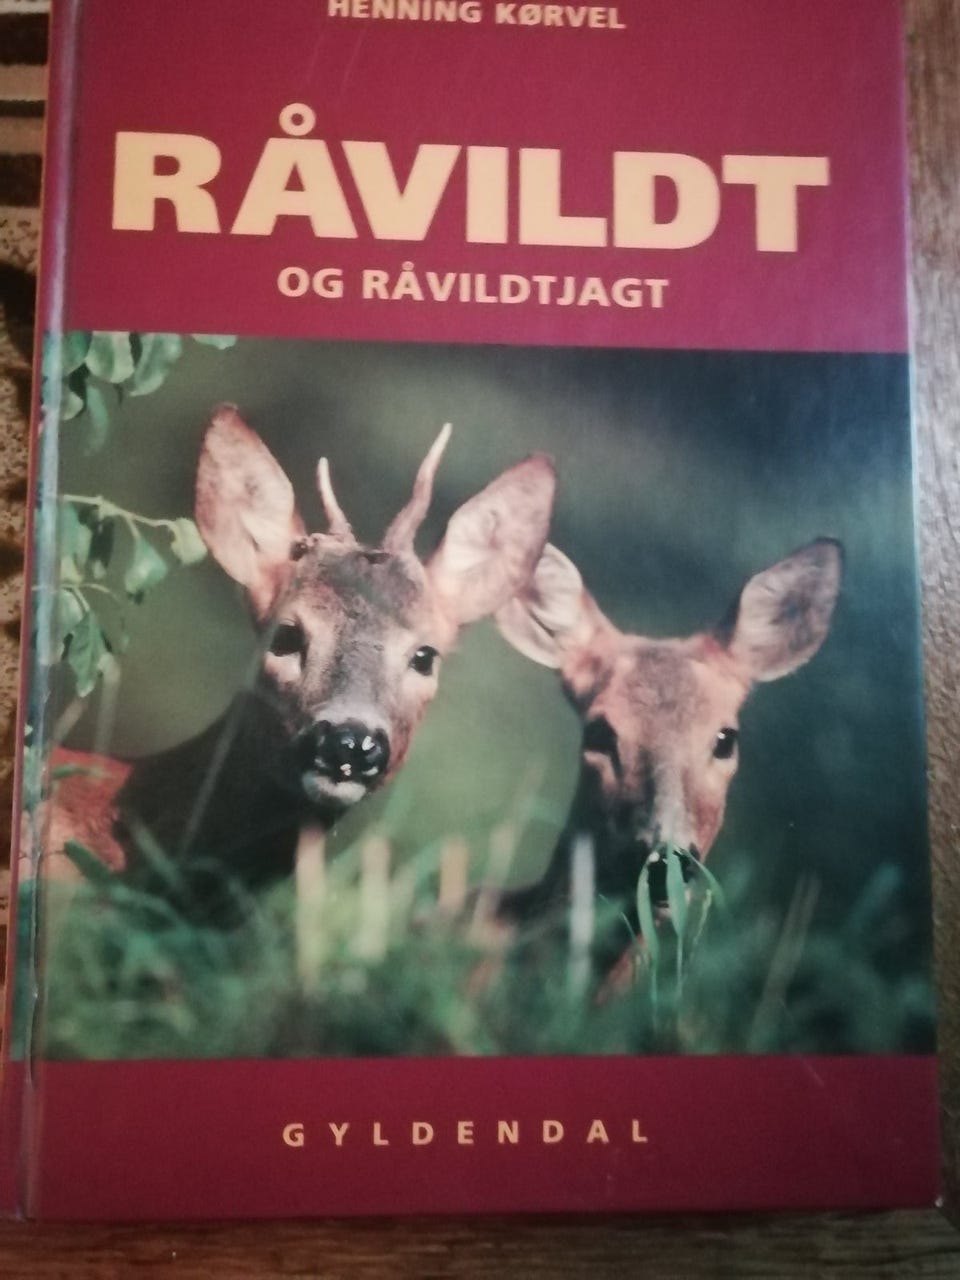 HENNING KØRVEL
RÅVILDT
OG RÅVILDTJAGT
GYLDENDAL